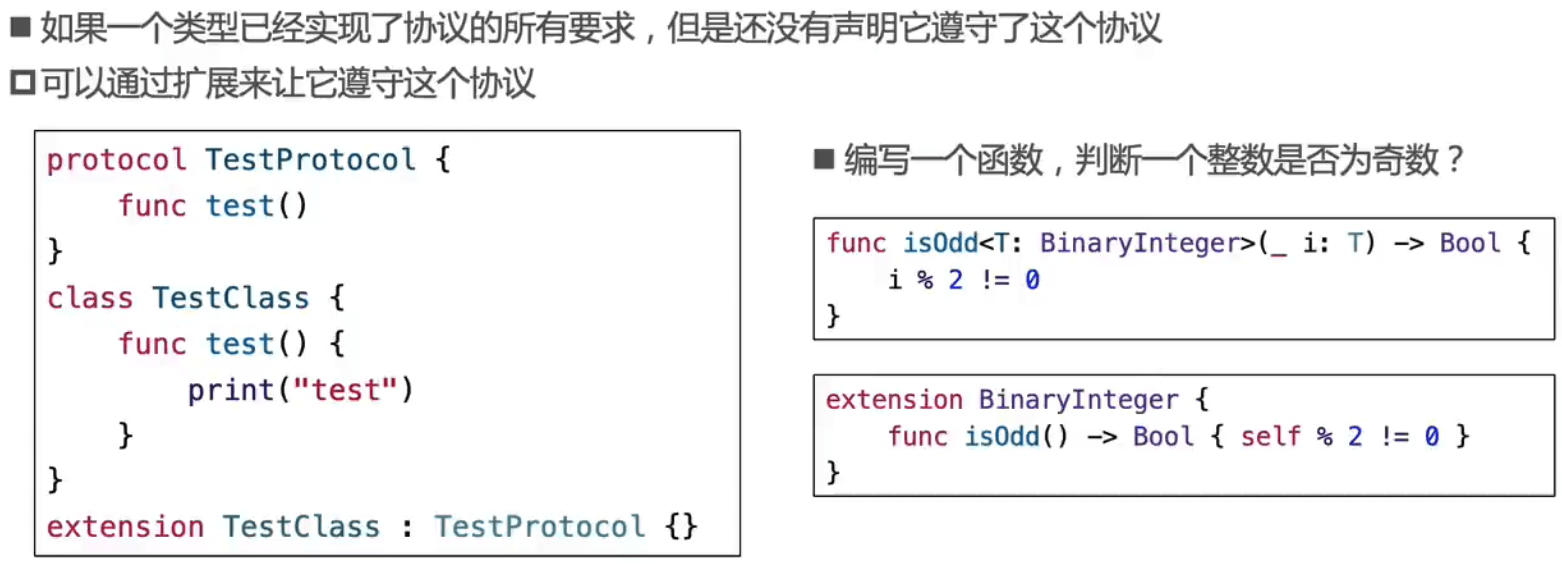 ■ 如果一个类型已经实现了协议的所有要求，但是还没有声明它遵守了这个协议
□ 可以通过扩展来让它遵守这个协议
protocol TestProtocol {
    func test()
}
class TestClass {
    func test() {
        print("test")
    }
}
extension TestClass : TestProtocol {}
■ 编写一个函数，判断一个整数是否为奇数？
func isOdd<T: BinaryInteger>(_ i: T) -> Bool {
    i % 2 != 0
}
extension BinaryInteger {
    func isOdd() -> Bool { self % 2 != 0 }
}